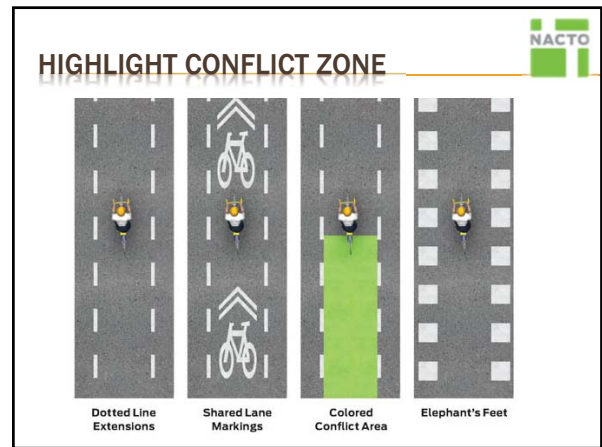 NACTO
HIGHLIGHT CONFLICT ZONE
Dotted Line
Extensions
Shared Lane
Markings
Colored
Conflict Area
Elephant's Feet